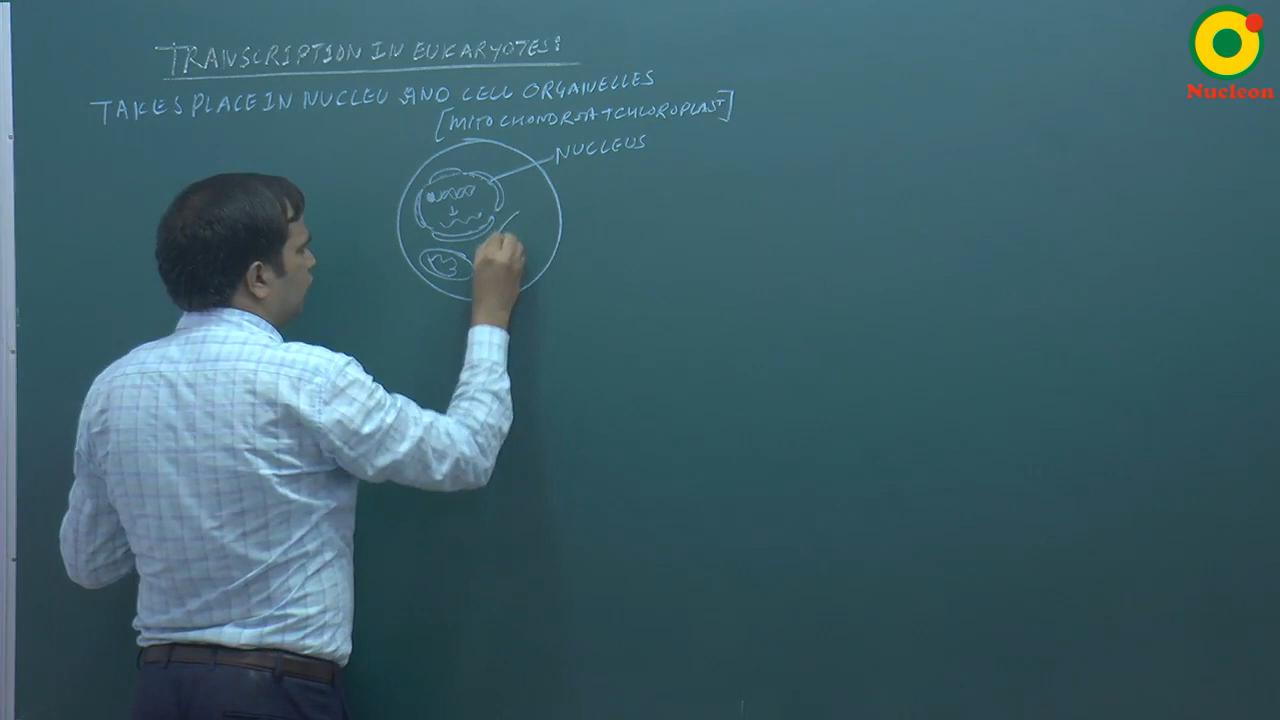 TRANSCRIPTION IN EUKARYOTES:
TAKES PLACE IN NUCLEU AND CELL ORGANELLES
[MITOCHONDRIA + CHLOROPLAST]
NUCLEUS
Nucleon